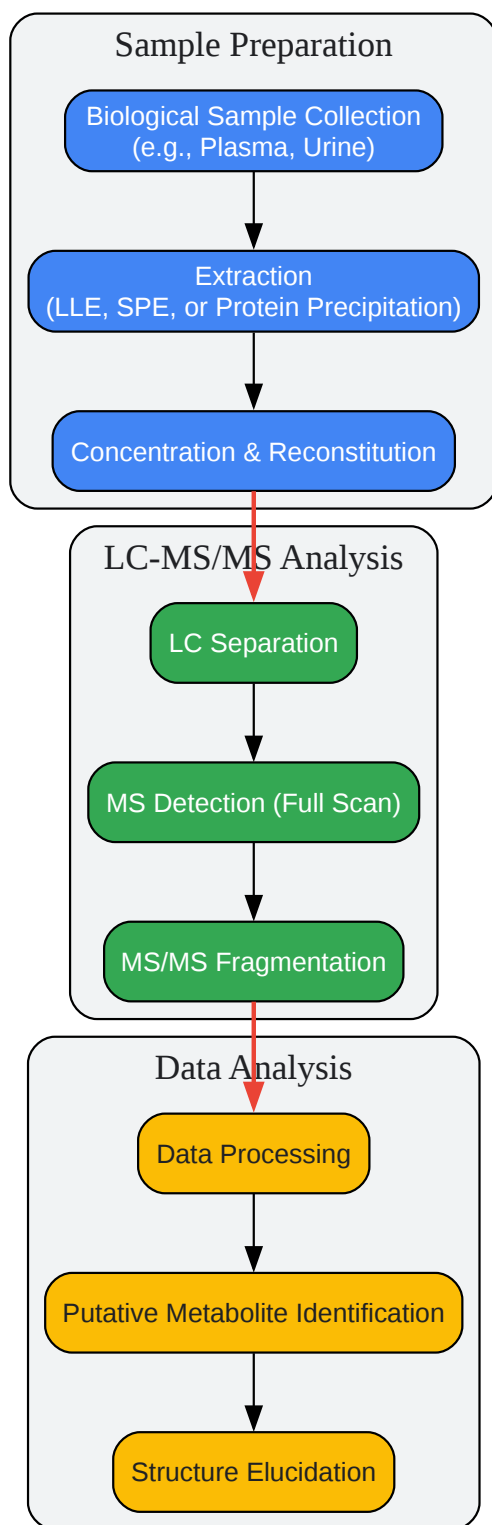 Sample Preparation
Biological Sample Collection
(e.g., Plasma, Urine)
Extraction
(LLE, SPE, or Protein Precipitation)
Concentration & Reconstitution
LC-MS/MS Analysis
LC Separation
MS Detection (Full Scan)
MS/MS Fragmentation
Data Analysis
Data Processing
Putative Metabolite Identification
Structure Elucidation